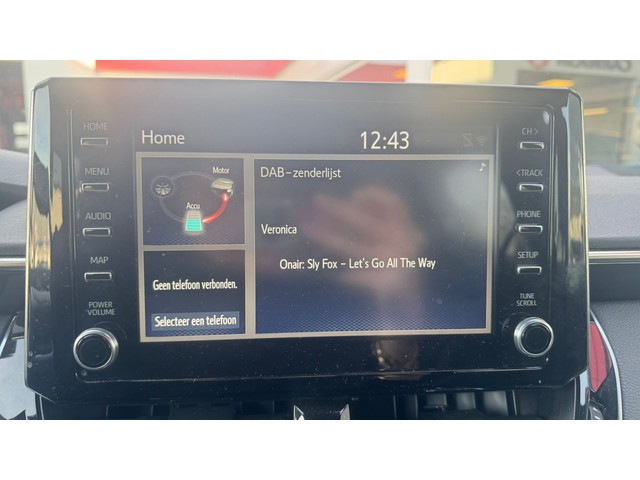 HOME
MENU
AUDIO
MAP
POWER
VOLUME
Home
12:43
Motor
Accu
Geen telefoon verbonden.
Selecteer een telefoon
DAB-zenderlijst
Veronica
Onair: Sly Fox - Let's Go All The Way
CH>
<TRACK
PHONE
SETUP
TUNE
SCROLL